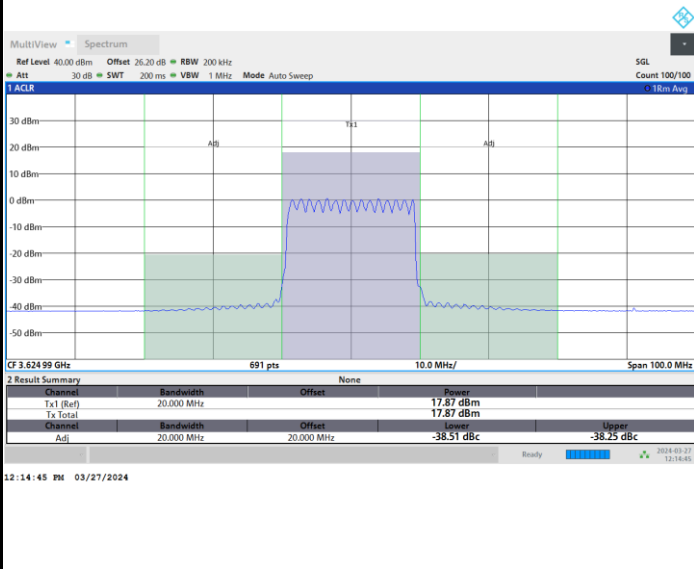 MultiView Spectrum
Ref Level 40.00 dBm Offset 26.20 dB RBW 200 kHz SGL
Att 30 dB SWT 200 ms VBW 1 MHz Mode Auto Sweep Count 100/100
1 ACLR 1Rm Avg
30 dBm
Tx1
20 dBm Adj Adj
10 dBm
0 dBm
-10 dBm
-20 dBm
-30 dBm
-40 dBm
-50 dBm
CF 3.624 99 GHz 691 pts 10.0 MHz/ Span 100.0 MHz
2 Result Summary None
Channel Bandwidth Offset Power
Tx1 (Ref) 20.000 MHz 17.87 dBm
Tx Total 17.87 dBm
Channel Bandwidth Offset Lower Upper
Adj 20.000 MHz 20.000 MHz -38.51 dBc -38.25 dBc
Ready 2024-03-27
12:14:45
12:14:45 PM 03/27/2024